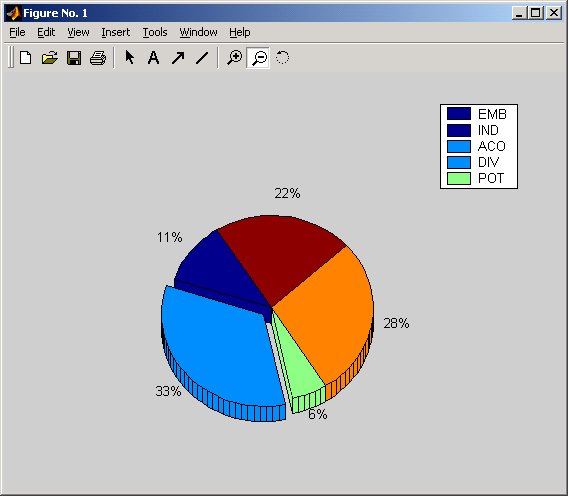 Figure No. 1
File Edit View Insert Tools Window Help
A
EMB
IND
ACO
DIV
POT
22%
11%
28%
33%
6%